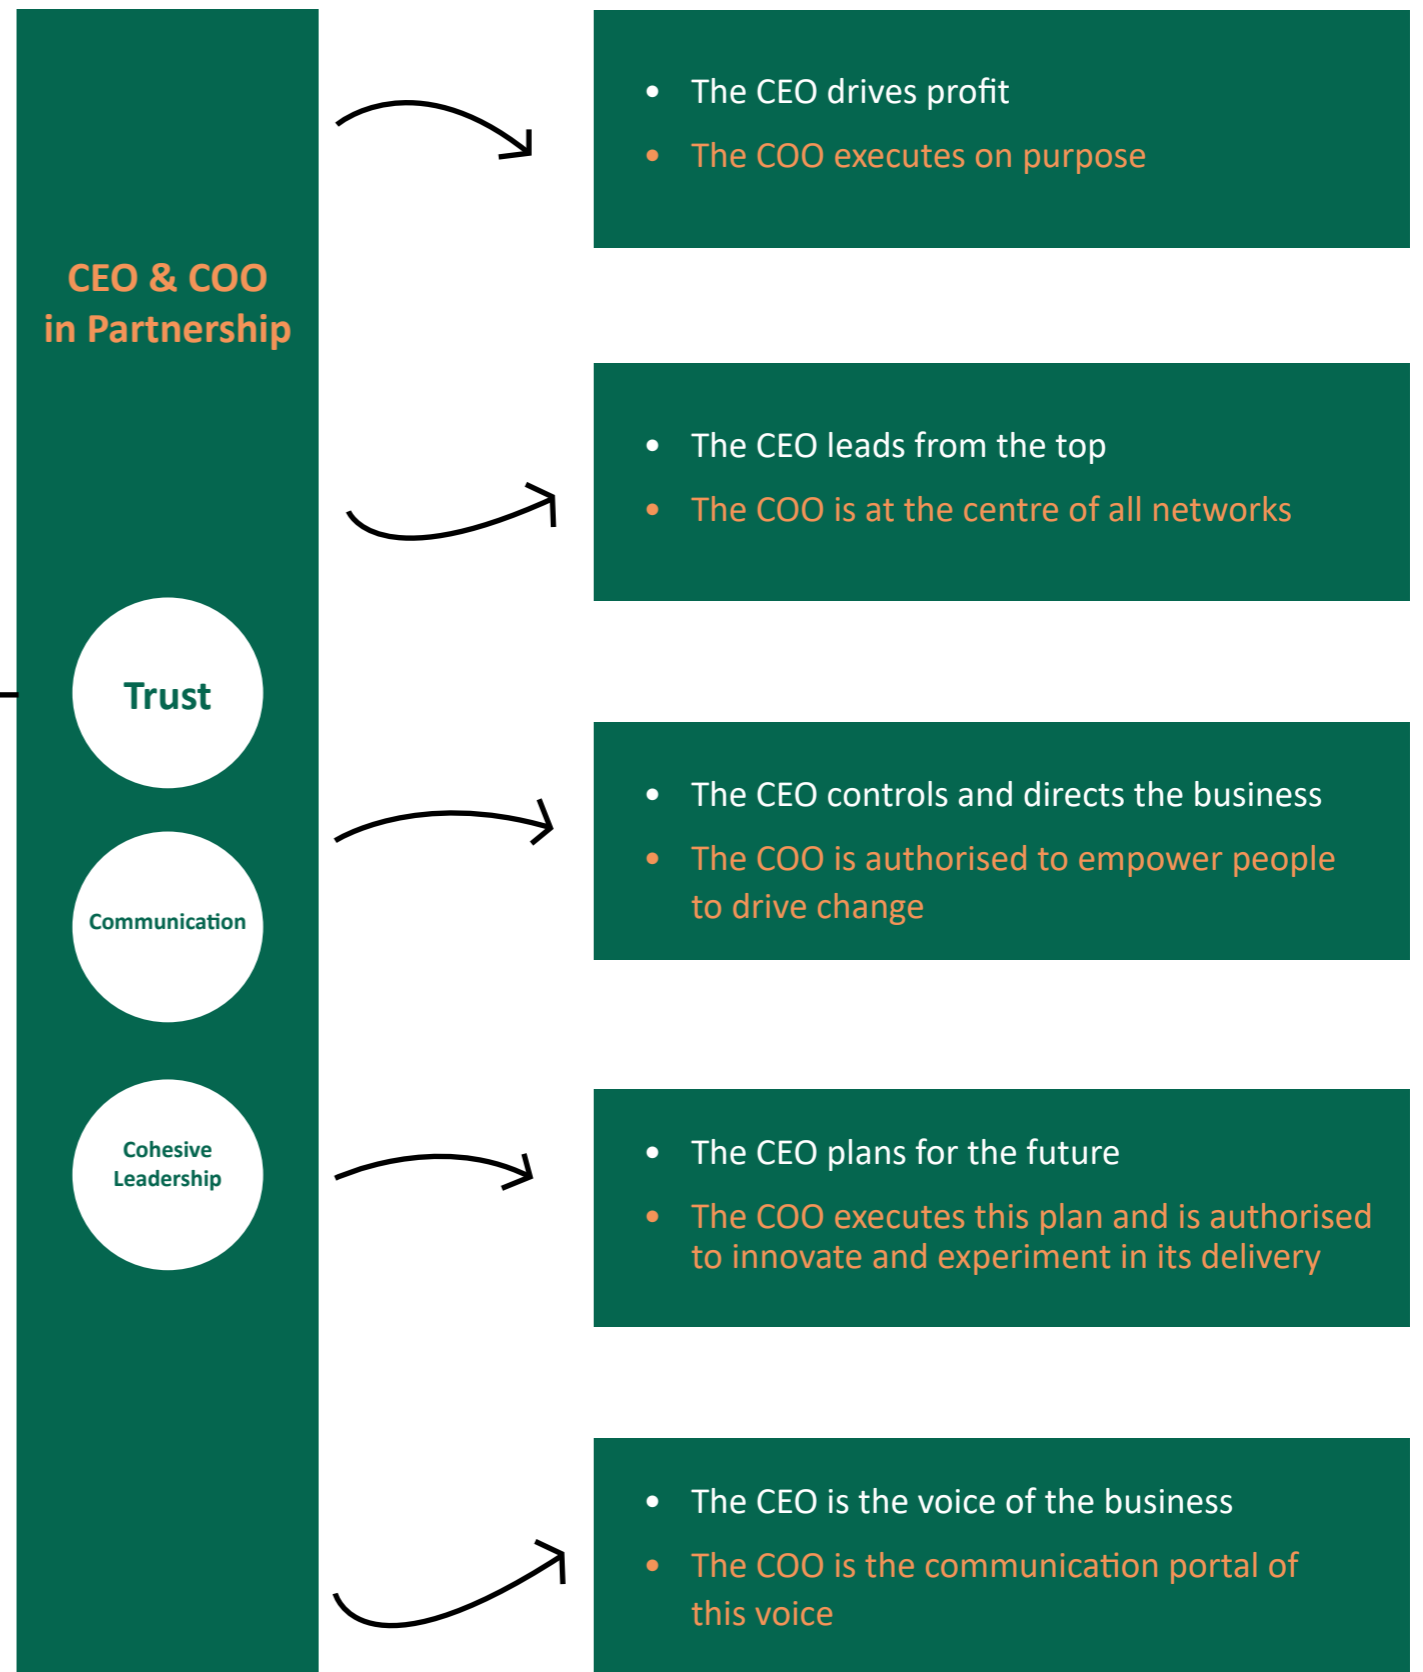 CEO & COO
in Partnership
Trust
Communication
Cohesive
Leadership
• The CEO drives profit
• The COO executes on purpose
• The CEO leads from the top
• The COO is at the centre of all networks
• The CEO controls and directs the business
• The COO is authorised to empower people
to drive change
• The CEO plans for the future
• The COO executes this plan and is authorised
to innovate and experiment in its delivery
• The CEO is the voice of the business
• The COO is the communication portal of
this voice